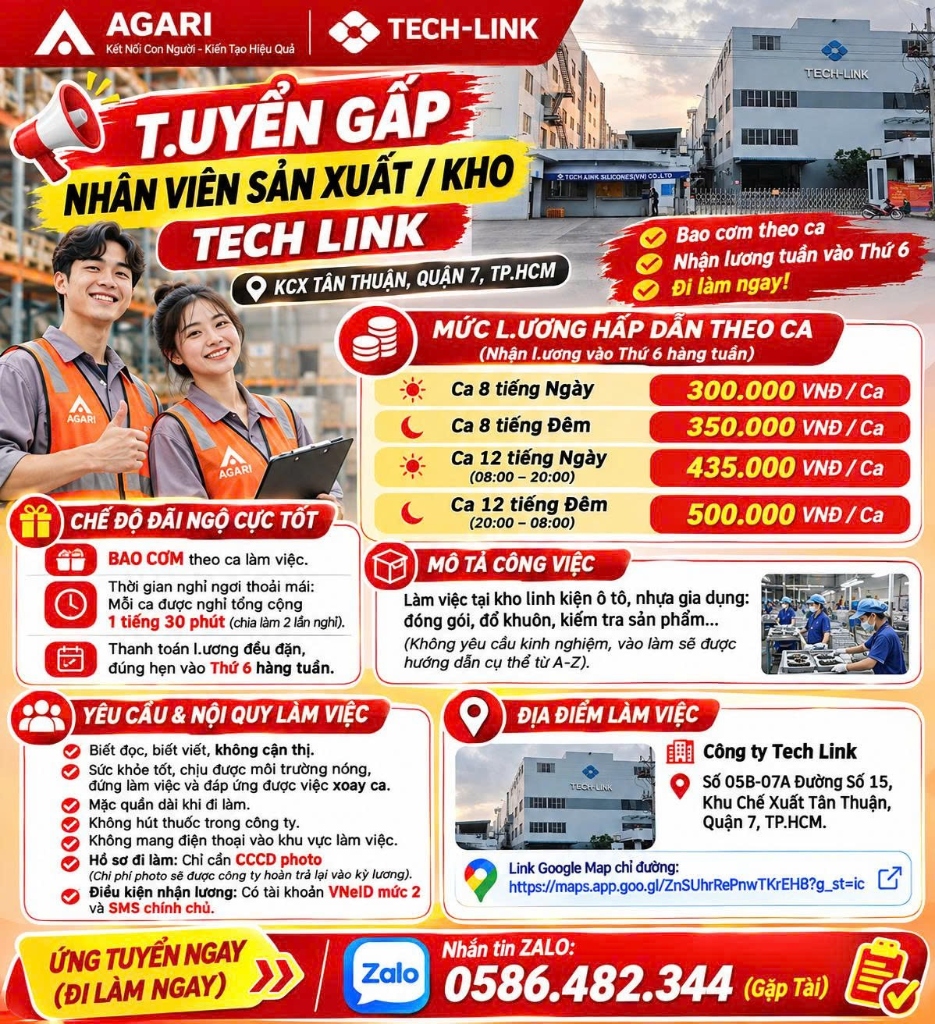 AGARI
Kết Nối Con Người - Kiến Tạo Hiệu Quả
TECH-LINK
TECH-LINK
TECH LINK SILICONES(VN) CO.,LTD
T.UYỂN GẤP
NHÂN VIÊN SẢN XUẤT / KHO
TECH LINK
KCX TÂN THUẬN, QUẬN 7, TP.HCM
Bao cơm theo ca
Nhận lương tuần vào Thứ 6
Đi làm ngay!
MỨC L.ƯƠNG HẤP DẪN THEO CA
(Nhận l.ương vào Thứ 6 hàng tuần)
Ca 8 tiếng Ngày 300.000 VNĐ / Ca
Ca 8 tiếng Đêm 350.000 VNĐ / Ca
Ca 12 tiếng Ngày 435.000 VNĐ / Ca
(08:00 – 20:00)
Ca 12 tiếng Đêm 500.000 VNĐ / Ca
(20:00 – 08:00)
AGARI
AGARI
CHẾ ĐỘ ĐÃI NGỘ CỰC TỐT
BAO CƠM theo ca làm việc.
Thời gian nghỉ ngơi thoải mái:
Mỗi ca được nghỉ tổng cộng
1 tiếng 30 phút (chia làm 2 lần nghỉ).
Thanh toán l.ương đều đặn,
đúng hẹn vào Thứ 6 hàng tuần.
MÔ TẢ CÔNG VIỆC
Làm việc tại kho linh kiện ô tô, nhựa gia dụng:
đóng gói, đổ khuôn, kiểm tra sản phẩm...
(Không yêu cầu kinh nghiệm, vào làm sẽ được
hướng dẫn cụ thể từ A-Z).
YÊU CẦU & NỘI QUY LÀM VIỆC
Biết đọc, biết viết, không cận thị.
Sức khỏe tốt, chịu được môi trường nóng,
đứng làm việc và đáp ứng được việc xoay ca.
Mặc quần dài khi đi làm.
Không hút thuốc trong công ty.
Không mang điện thoại vào khu vực làm việc.
Hồ sơ đi làm: Chỉ cần CCCD photo
(Chi phí photo sẽ được công ty hoàn trả lại vào kỳ lương).
Điều kiện nhận lương: Có tài khoản VNeID mức 2
và SMS chính chủ.
ĐỊA ĐIỂM LÀM VIỆC
TECH-LINK
Công ty Tech Link
Số 05B-07A Đường Số 15,
Khu Chế Xuất Tân Thuận,
Quận 7, TP.HCM.
Link Google Map chỉ đường:
https://maps.app.goo.gl/ZnSUhrRePnwTKrEH8?g_st=ic
ỨNG TUYỂN NGAY
(ĐI LÀM NGAY)
Zalo
Nhắn tin ZALO:
0586.482.344 (Gặp Tài)